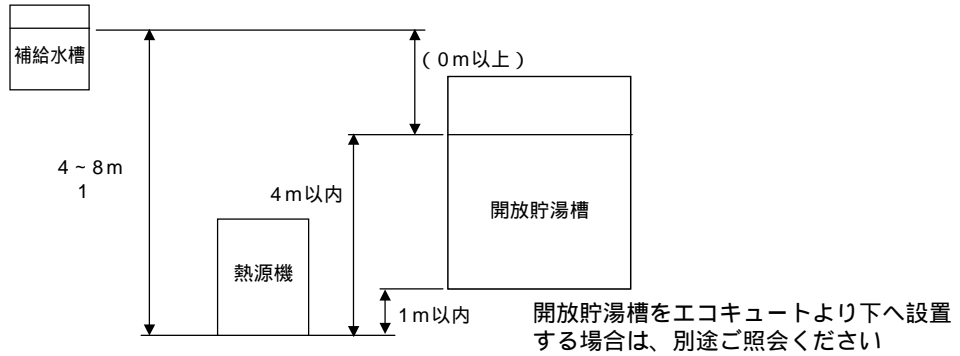 補給水槽
(0m以上)
4~8m
1
4m以内
開放貯湯槽
熱源機
1m以内
開放貯湯槽をエコキュートより下へ設置
する場合は、別途ご照会ください